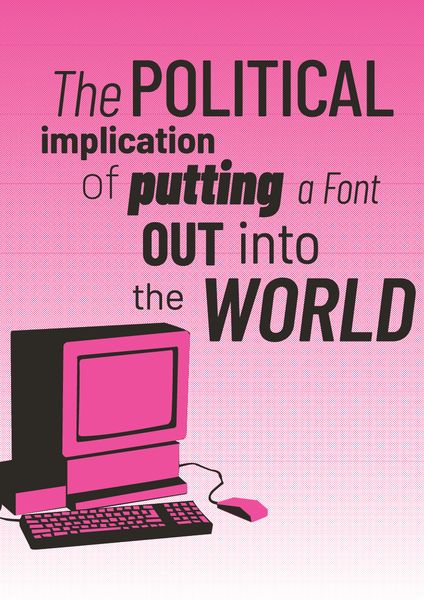 The POLITICAL
implication
of putting a Font
OUT into
the WORLD